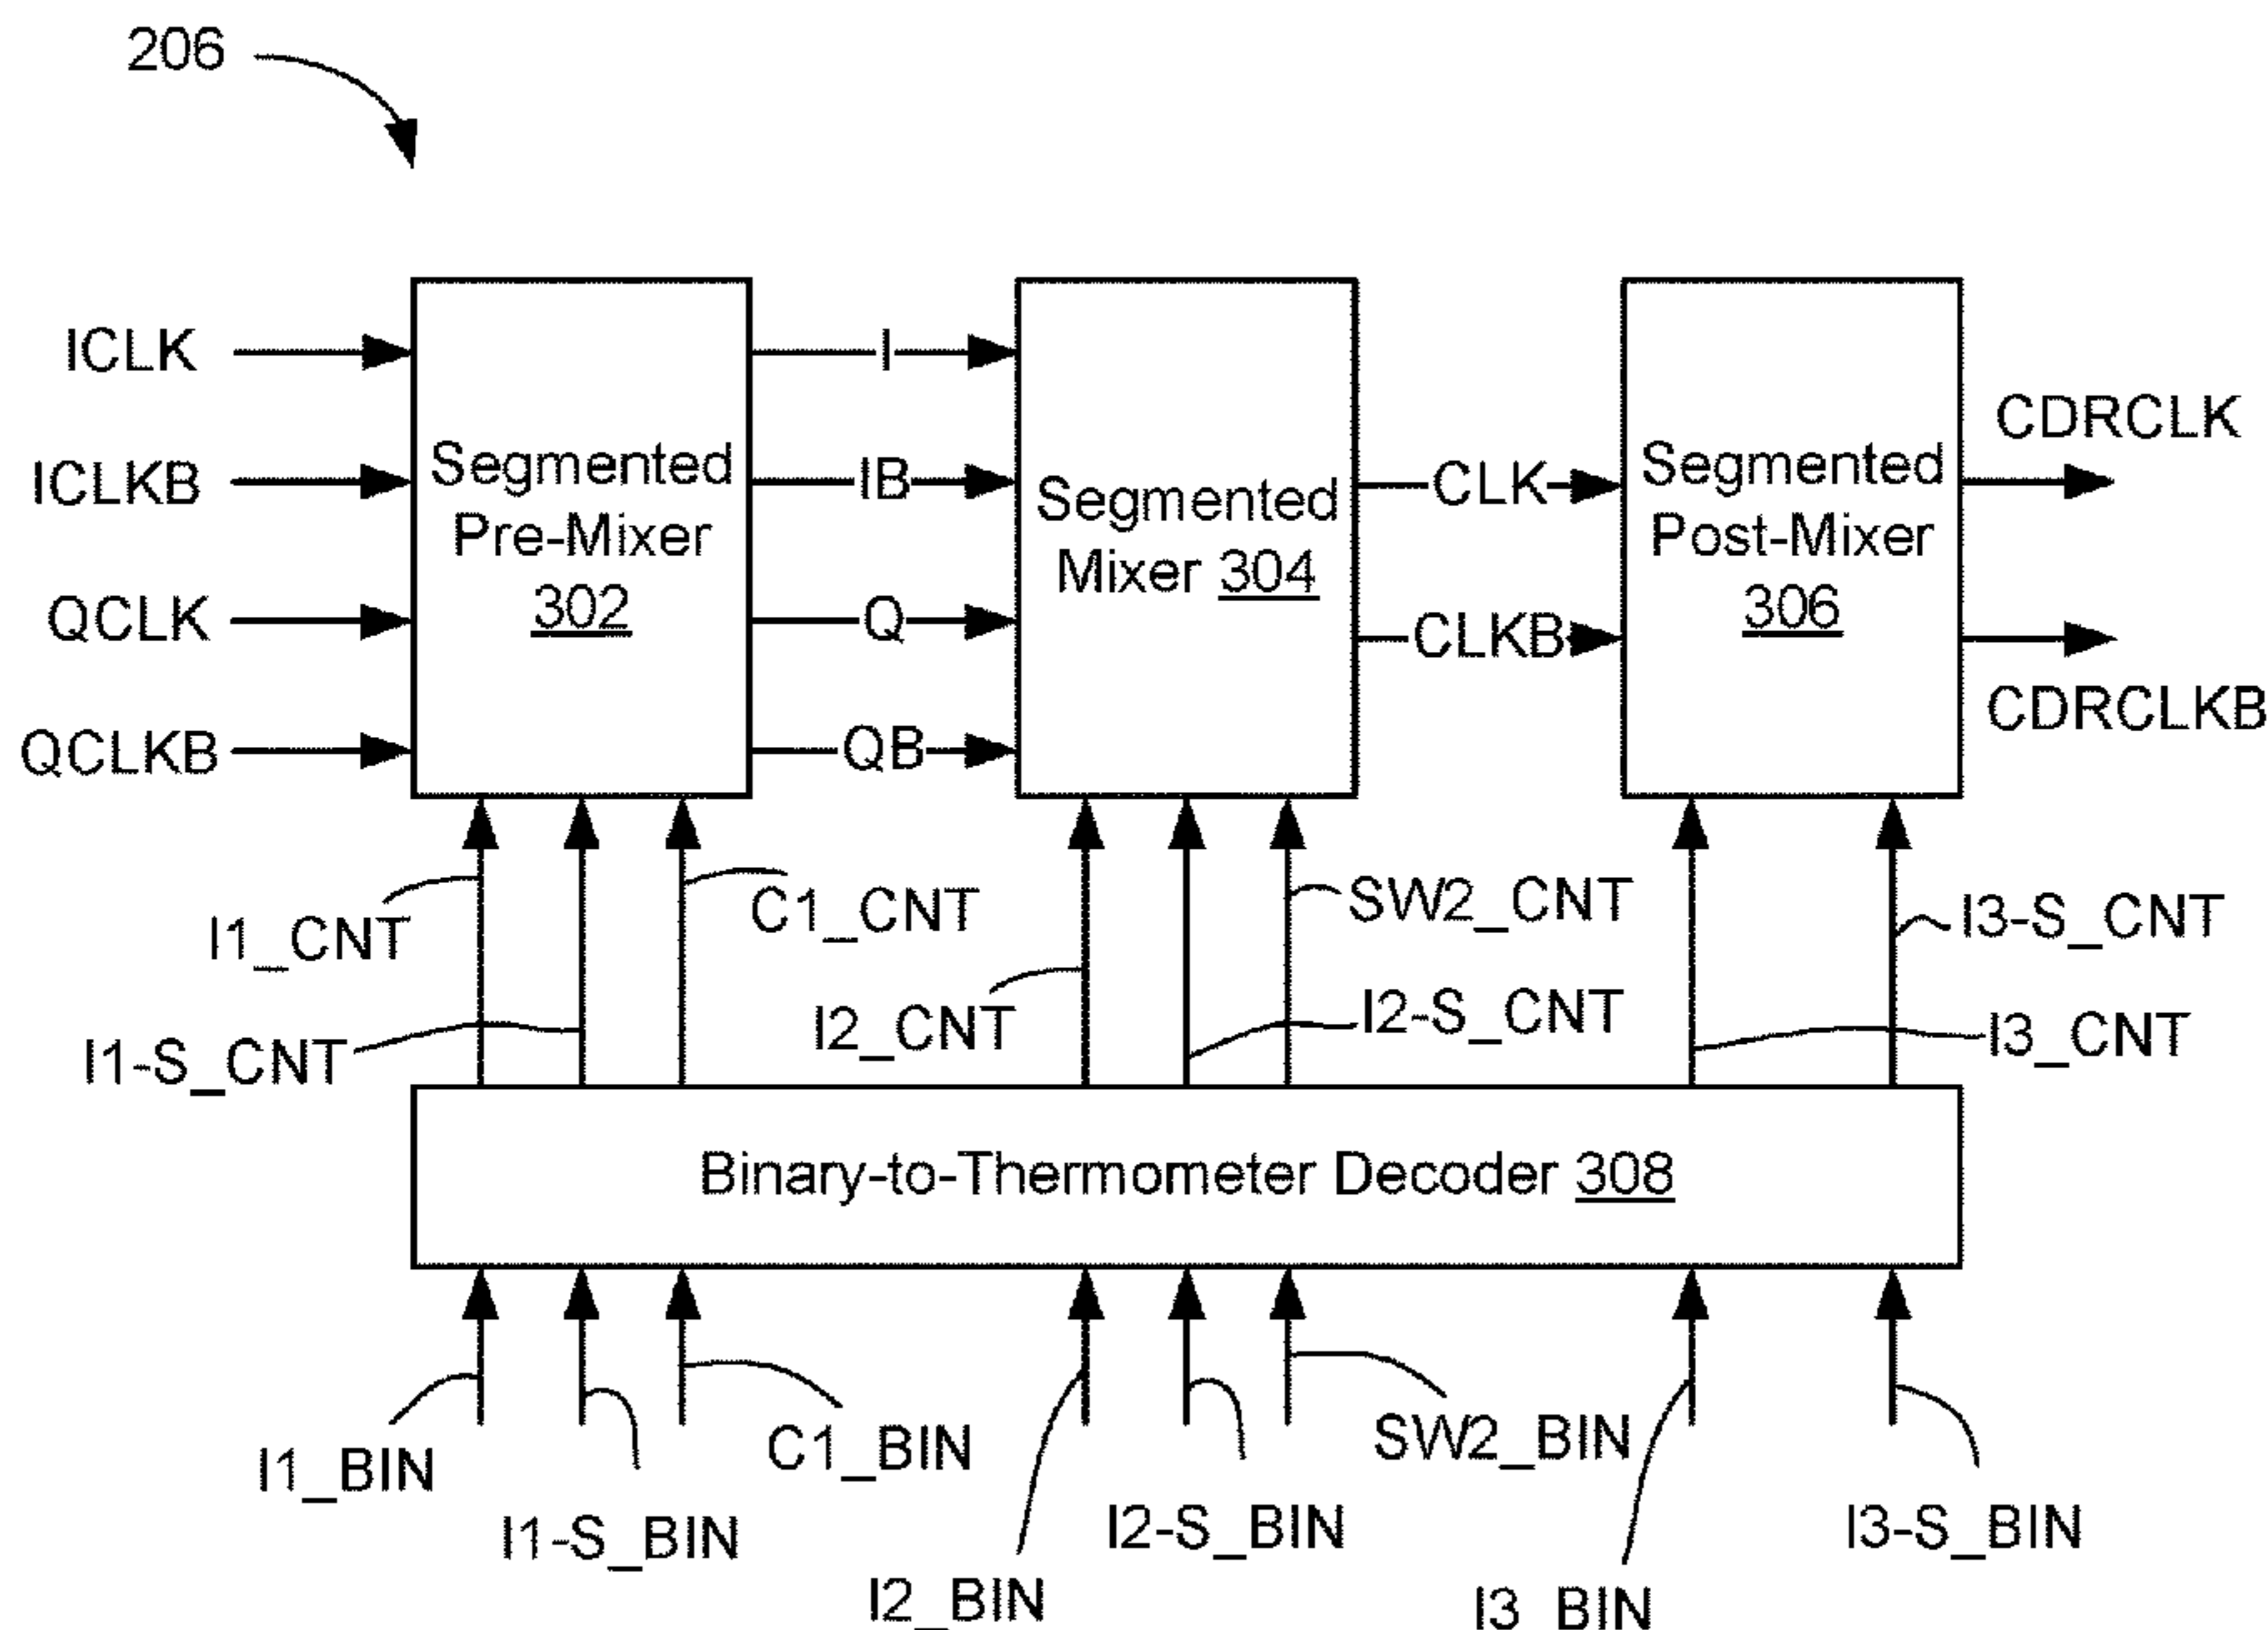 206
ICLK
ICLKB
QCLK
QCLKB
Segmented
Pre-Mixer
302
I
IB
Q
QB
Segmented
Mixer 304
CLK
CLKB
Segmented
Post-Mixer
306
CDRCLK
CDRCLKB
I1_CNT
I1-S_CNT
C1_CNT
I2_CNT
SW2_CNT
I2-S_CNT
I3-S_CNT
I3_CNT
Binary-to-Thermometer Decoder 308
I1_BIN
I1-S_BIN
C1_BIN
I2_BIN
I2-S_BIN
SW2_BIN
I3_BIN
I3-S_BIN